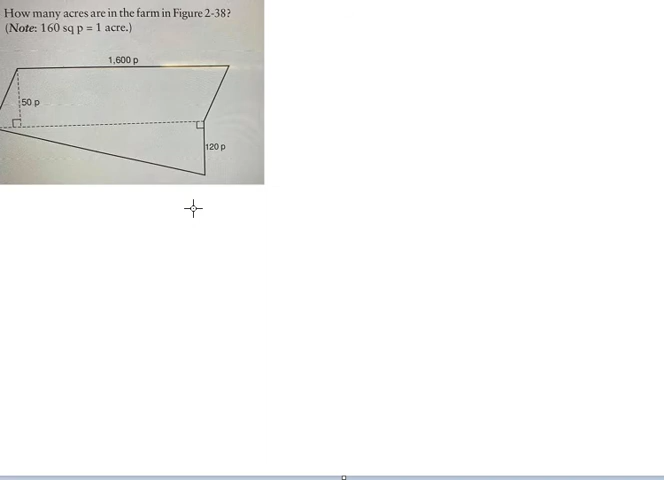 How many acres are in the farm in Figure 2-38?
(Note: 160 sq p = 1 acre.)
1,600 p
50 p
120 p